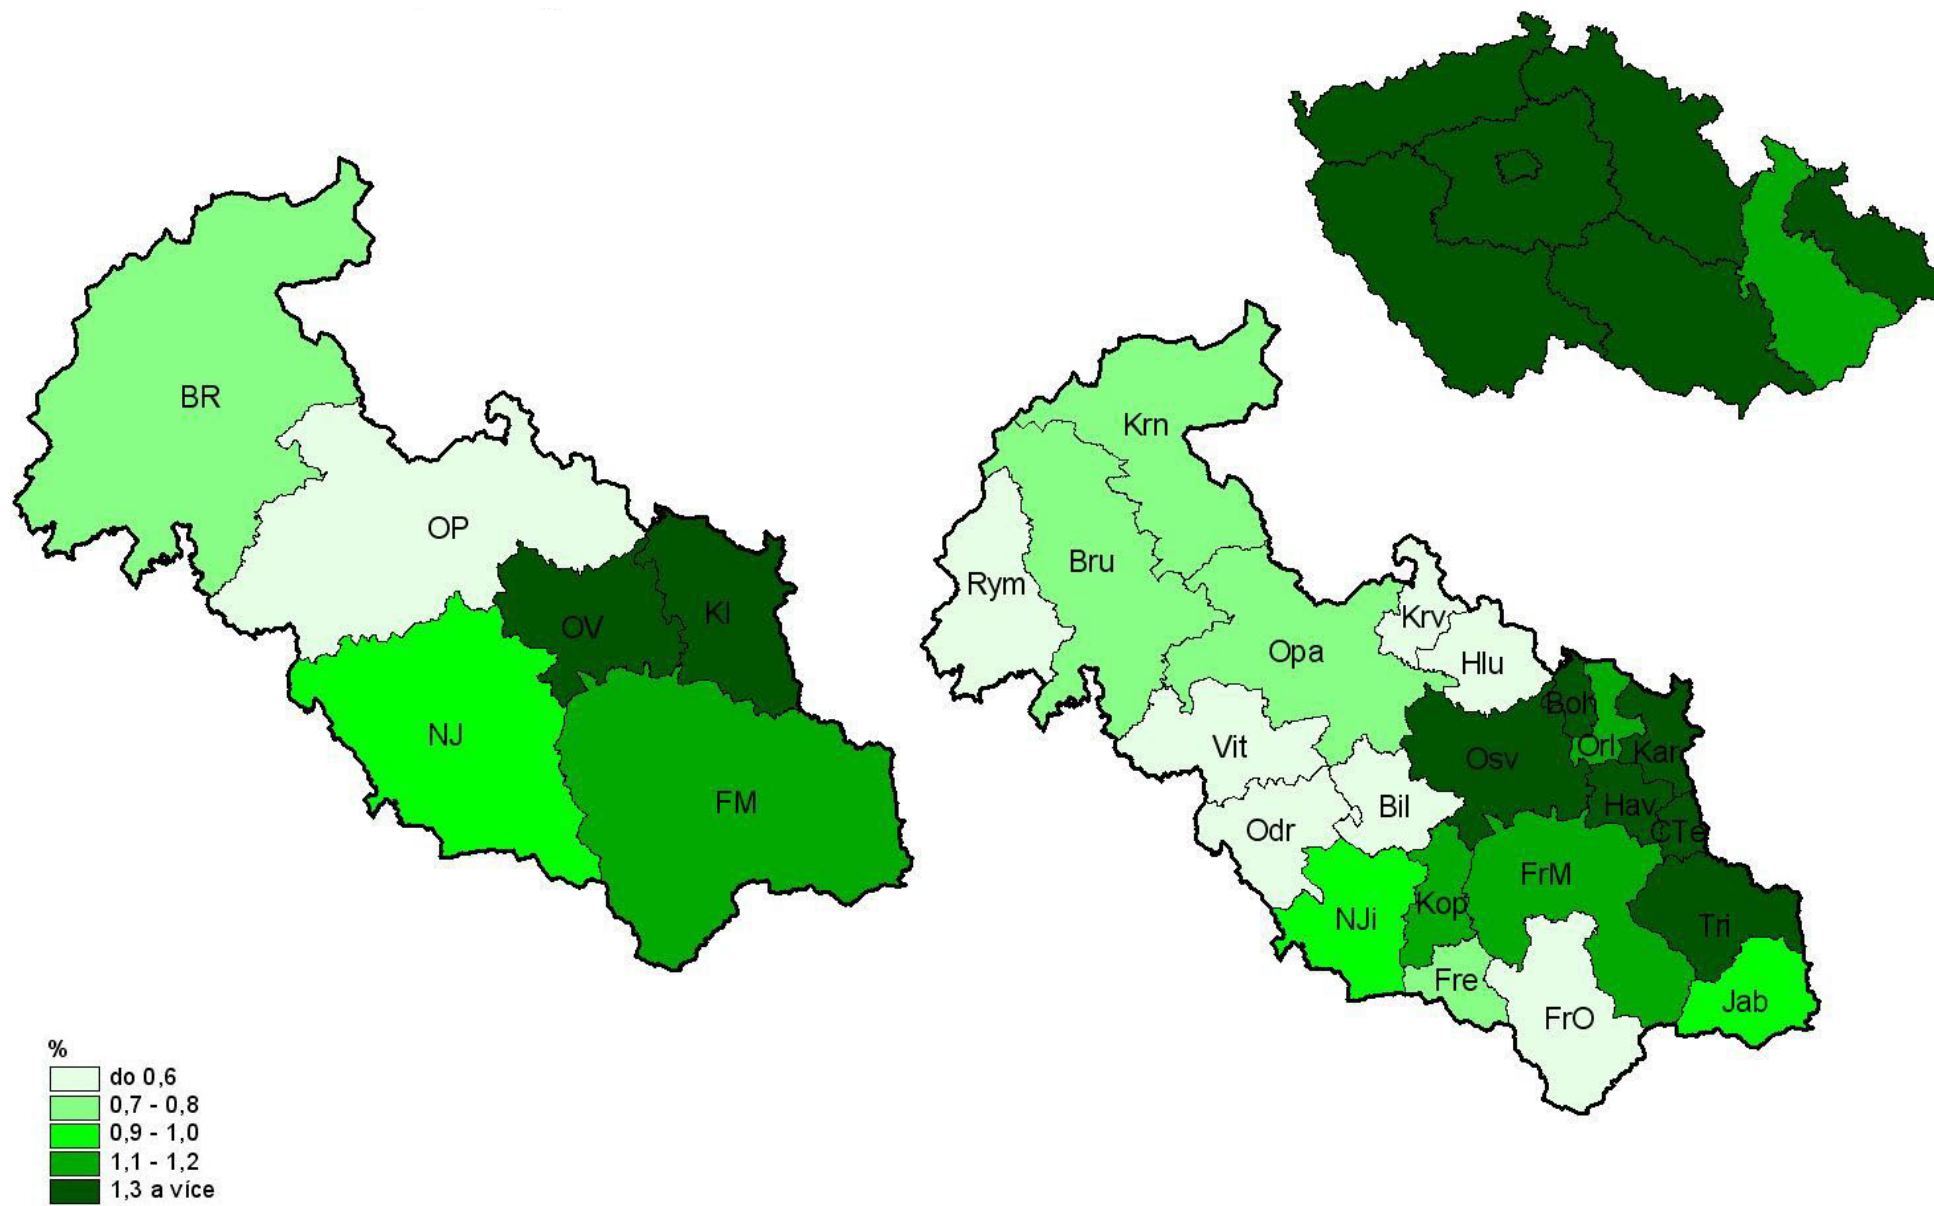 BR
OP
OV
KI
NJ
FM
Krn
Rym
Bru
Krv
Opa
Hlu
Boh
Vit
Osv
Orl
Kar
Bil
Hav
Odr
CTe
FrM
Kop
NJi
Tri
Fre
Jab
FrO
%
do 0,6
0,7 - 0,8
0,9 - 1,0
1,1 - 1,2
1,3 a více